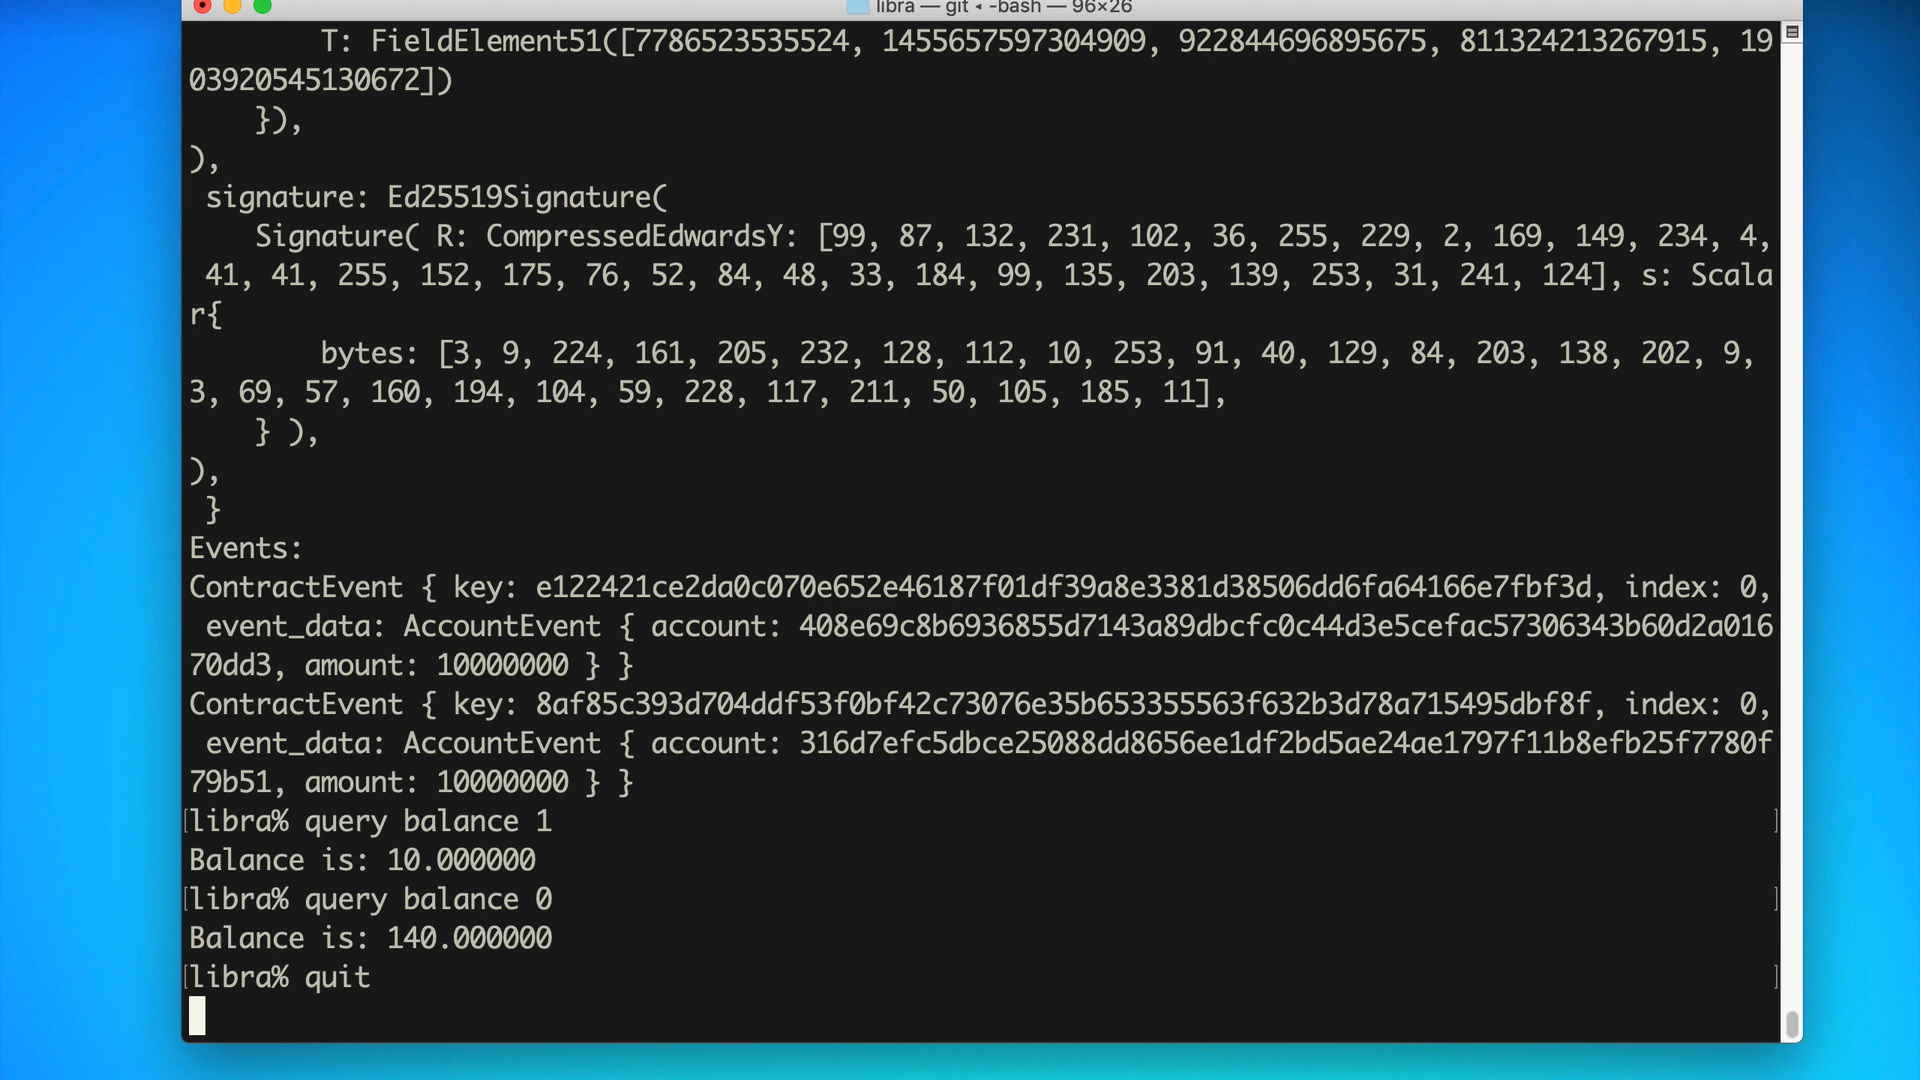 libra — git ◂ -bash — 96×26
T: FieldElement51([7786523535524, 1455657597304909, 922844696895675, 811324213267915, 19
03920545130672])
}),
),
signature: Ed25519Signature(
Signature( R: CompressedEdwardsY: [99, 87, 132, 231, 102, 36, 255, 229, 2, 169, 149, 234, 4,
41, 41, 255, 152, 175, 76, 52, 84, 48, 33, 184, 99, 135, 203, 139, 253, 31, 241, 124], s: Scala
r{
bytes: [3, 9, 224, 161, 205, 232, 128, 112, 10, 253, 91, 40, 129, 84, 203, 138, 202, 9,
3, 69, 57, 160, 194, 104, 59, 228, 117, 211, 50, 105, 185, 11],
} ),
),
}
Events:
ContractEvent { key: e122421ce2da0c070e652e46187f01df39a8e3381d38506dd6fa64166e7fbf3d, index: 0,
event_data: AccountEvent { account: 408e69c8b6936855d7143a89dbcfc0c44d3e5cefac57306343b60d2a016
70dd3, amount: 10000000 } }
ContractEvent { key: 8af85c393d704ddf53f0bf42c73076e35b653355563f632b3d78a715495dbf8f, index: 0,
event_data: AccountEvent { account: 316d7efc5dbce25088dd8656ee1df2bd5ae24ae1797f11b8efb25f7780f
79b51, amount: 10000000 } }
[libra% query balance 1 ]
Balance is: 10.000000
[libra% query balance 0 ]
Balance is: 140.000000
[libra% quit ]